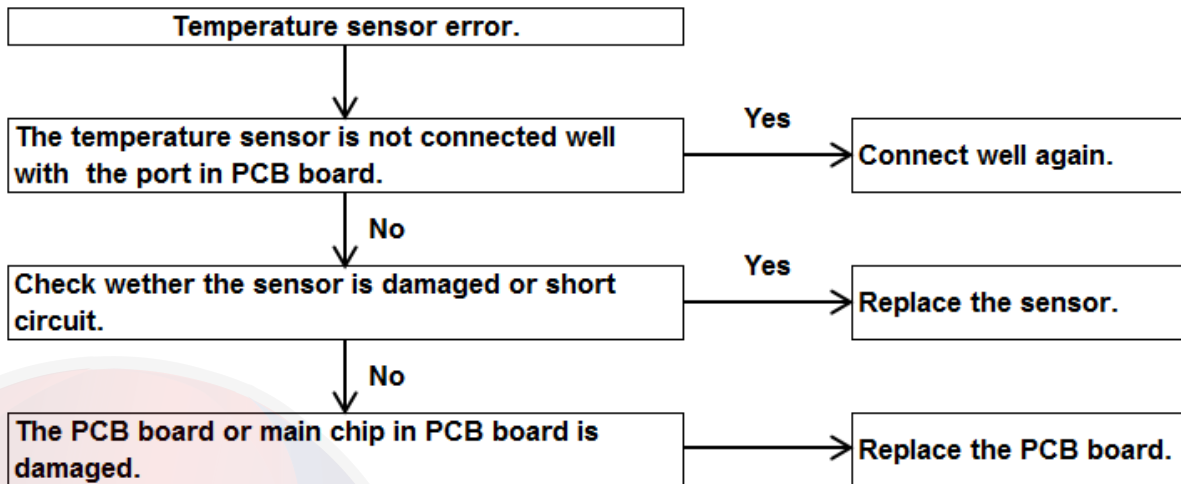 Temperature sensor error.
Yes
The temperature sensor is not connected well
with the port in PCB board.
Connect well again.
No
Yes
Check wether the sensor is damaged or short
circuit.
Replace the sensor.
No
The PCB board or main chip in PCB board is
damaged.
Replace the PCB board.